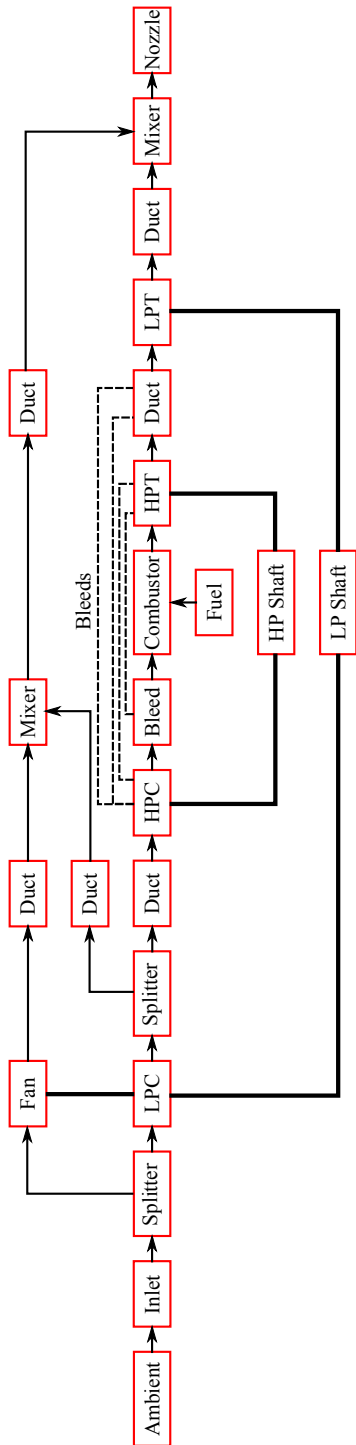 Ambient
Inlet
Splitter
Fan
LPC
Splitter
Duct
Duct
Duct
HPC
Bleed
Mixer
Bleeds
Combustor
Fuel
HPT
HP Shaft
LP Shaft
Duct
Duct
LPT
Duct
Mixer
Nozzle